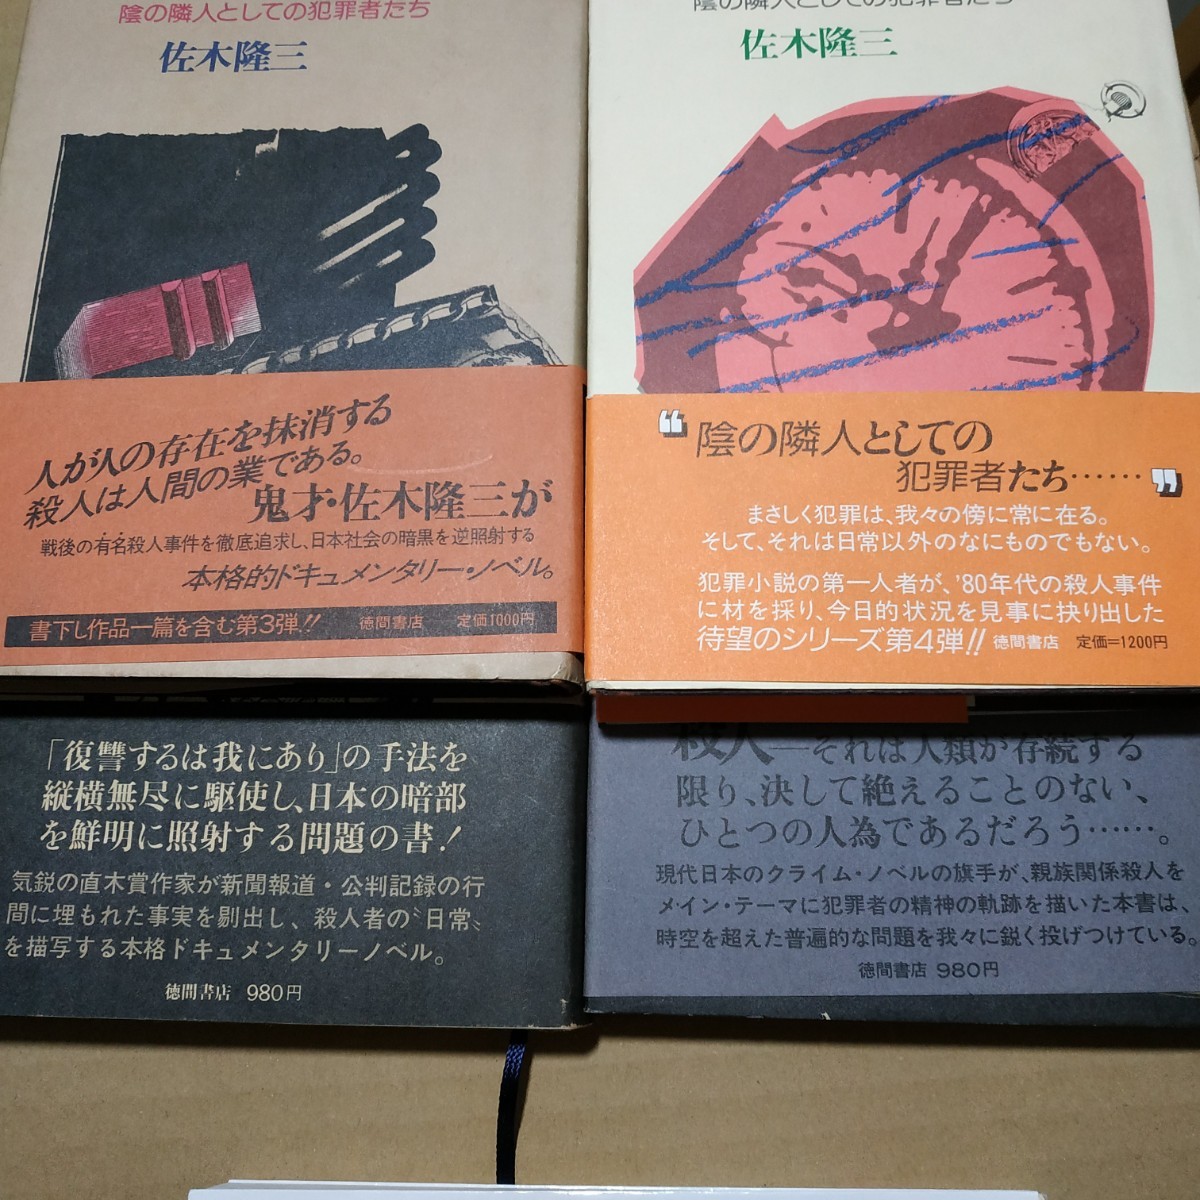 陰の隣人としての犯罪者たち
佐木隆三
人が人の存在を抹消する
殺人は人間の業である。
鬼才・佐木隆三が
戦後の有名殺人事件を徹底追求し、日本社会の暗黒を逆照射する
本格的ドキュメンタリー・ノベル。
書下し作品一篇を含む第3弾!! 徳間書店 定価1000円
陰の隣人としての犯罪者たち
佐木隆三
“陰の隣人としての
犯罪者たち……”
まさしく犯罪は、我々の傍に常に在る。
そして、それは日常以外のなにものでもない。
犯罪小説の第一人者が、'80年代の殺人事件
に材を採り、今日的状況を見事に抉り出した
待望のシリーズ第4弾!! 徳間書店 定価=1200円
「復讐するは我にあり」の手法を
縦横無尽に駆使し、日本の暗部
を鮮明に照射する問題の書!
気鋭の直木賞作家が新聞報道・公判記録の行
間に埋もれた事実を剔出し、殺人者の〝日常〟
を描写する本格ドキュメンタリーノベル。
徳間書店 980円
殺人―それは人類が存続する
限り、決して絶えることのない、
ひとつの人為であるだろう……。
現代日本のクライム・ノベルの旗手が、親族関係殺人を
メイン・テーマに犯罪者の精神の軌跡を描いた本書は、
時空を超えた普遍的な問題を我々に鋭く投げつけている。
徳間書店 980円